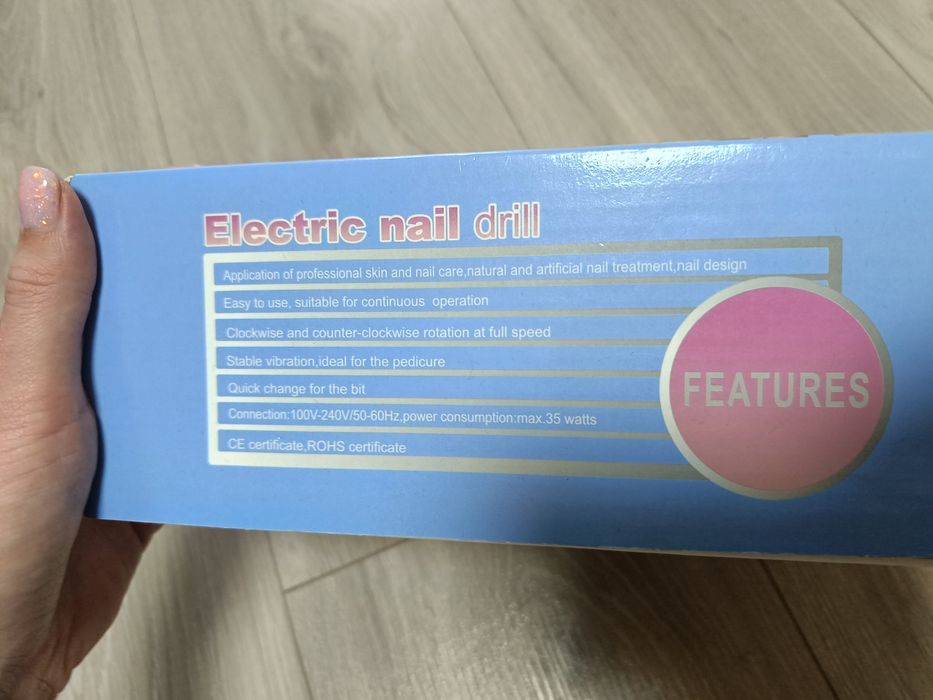 Electric nail drill
Application of professional skin and nail care,natural and artificial nail treatment,nail design
Easy to use, suitable for continuous operation
Clockwise and counter-clockwise rotation at full speed
Stable vibration,ideal for the pedicure
Quick change for the bit
Connection:100V-240V/50-60Hz,power consumption:max.35 watts
CE certificate,ROHS certificate
FEATURES